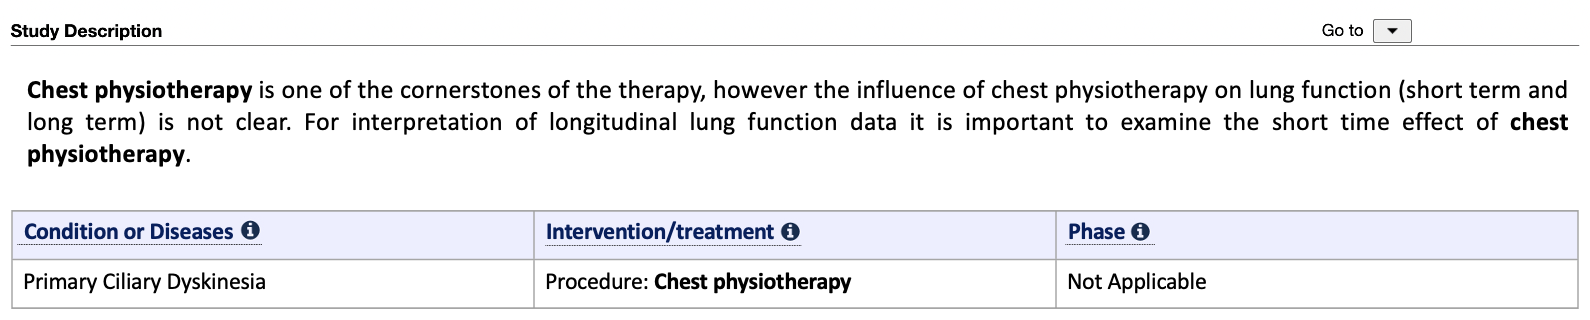 Study Description
Go to
Chest physiotherapy is one of the cornerstones of the therapy, however the influence of chest physiotherapy on lung function (short term and
long term) is not clear. For interpretation of longitudinal lung function data it is important to examine the short time effect of chest
physiotherapy.
Condition or Diseases
Intervention/treatment
Phase
Primary Ciliary Dyskinesia
Procedure: Chest physiotherapy
Not Applicable